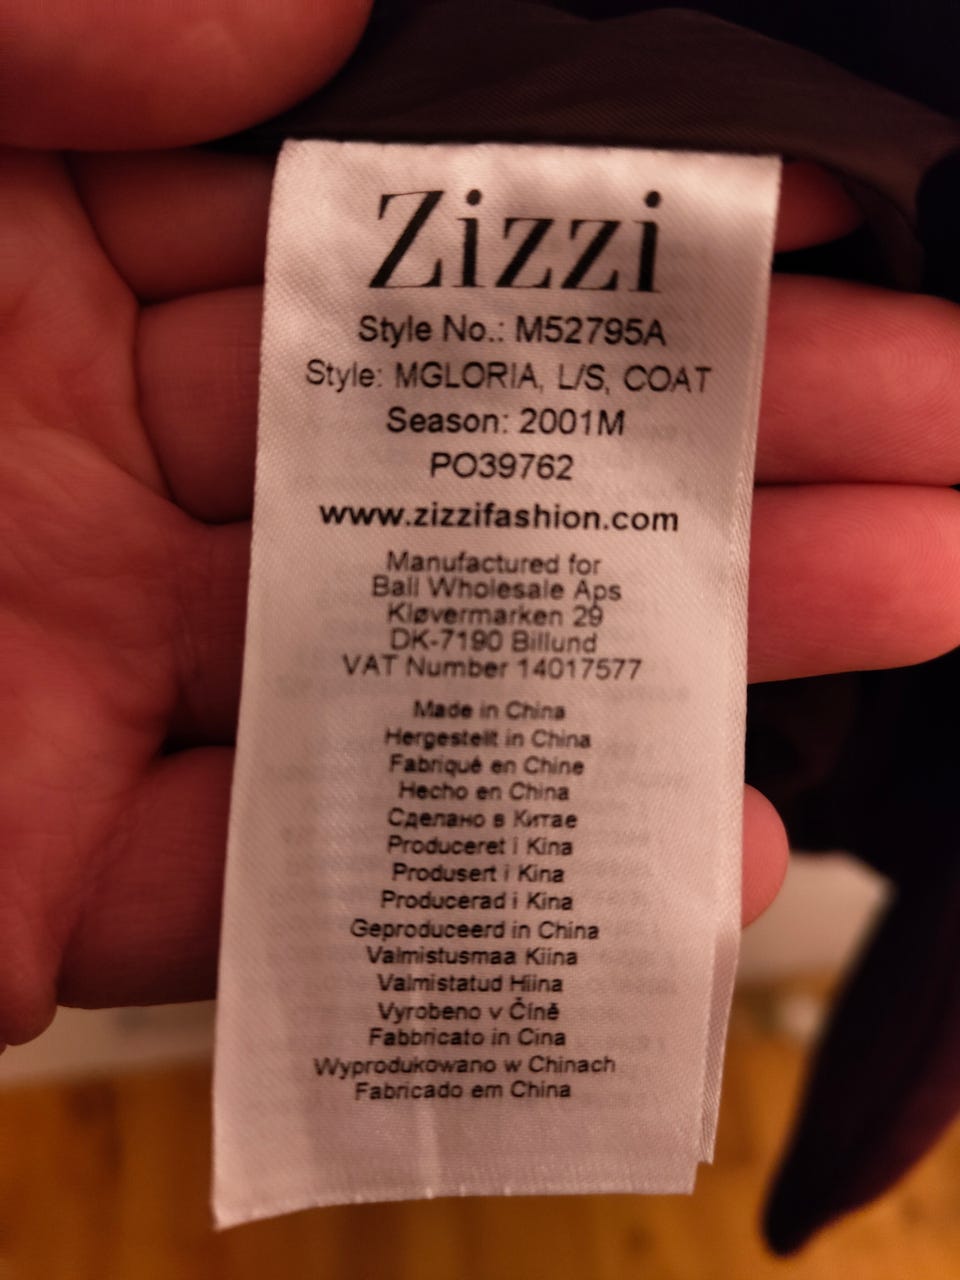 Zizzi
Style No.: M52795A
Style: MGLORIA, L/S, COAT
Season: 2001M
PO39762
www.zizzifashion.com
Manufactured for
Ball Wholesale Aps
Kløvermarken 29
DK-7190 Billund
VAT Number 14017577
Made in China
Hergestellt in China
Fabriqué en Chine
Hecho en China
Сделано в Китае
Produceret i Kina
Produsert i Kina
Producerad i Kina
Geproduceerd in China
Valmistusmaa Kiina
Valmistatud Hiina
Vyrobeno v Číně
Fabbricato in Cina
Wyprodukowano w Chinach
Fabricado em China